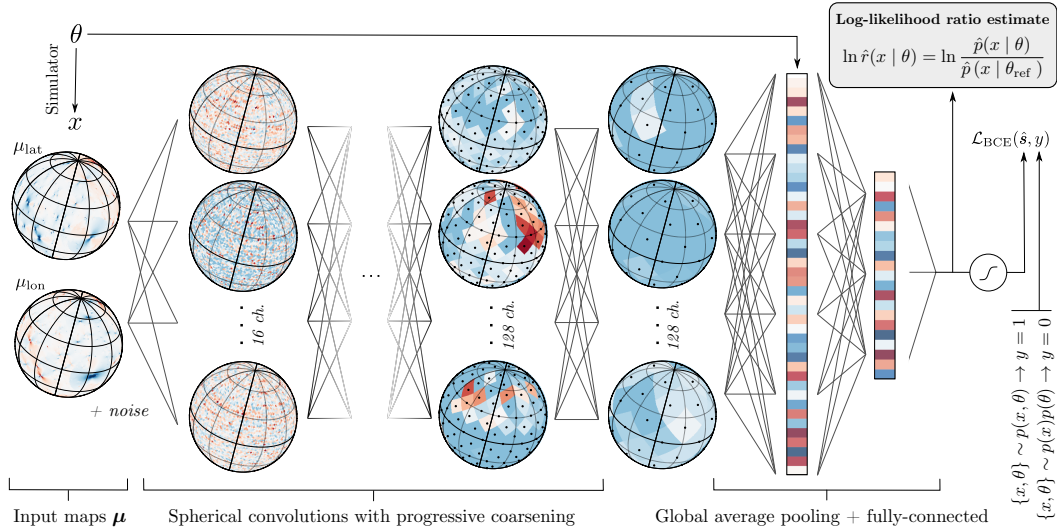 θ
Simulator
x
μ_lat
μ_lon
+ noise
16 ch.
...
128 ch.
128 ch.
Log-likelihood ratio estimate
ln r̂(x | θ) = ln p̂(x | θ) / p̂(x | θ_ref)
ℒ_BCE(ŝ, y)
{x, θ} ∼ p(x, θ) → y = 1
{x, θ} ∼ p(x)p(θ) → y = 0
Input maps μ
Spherical convolutions with progressive coarsening
Global average pooling + fully-connected